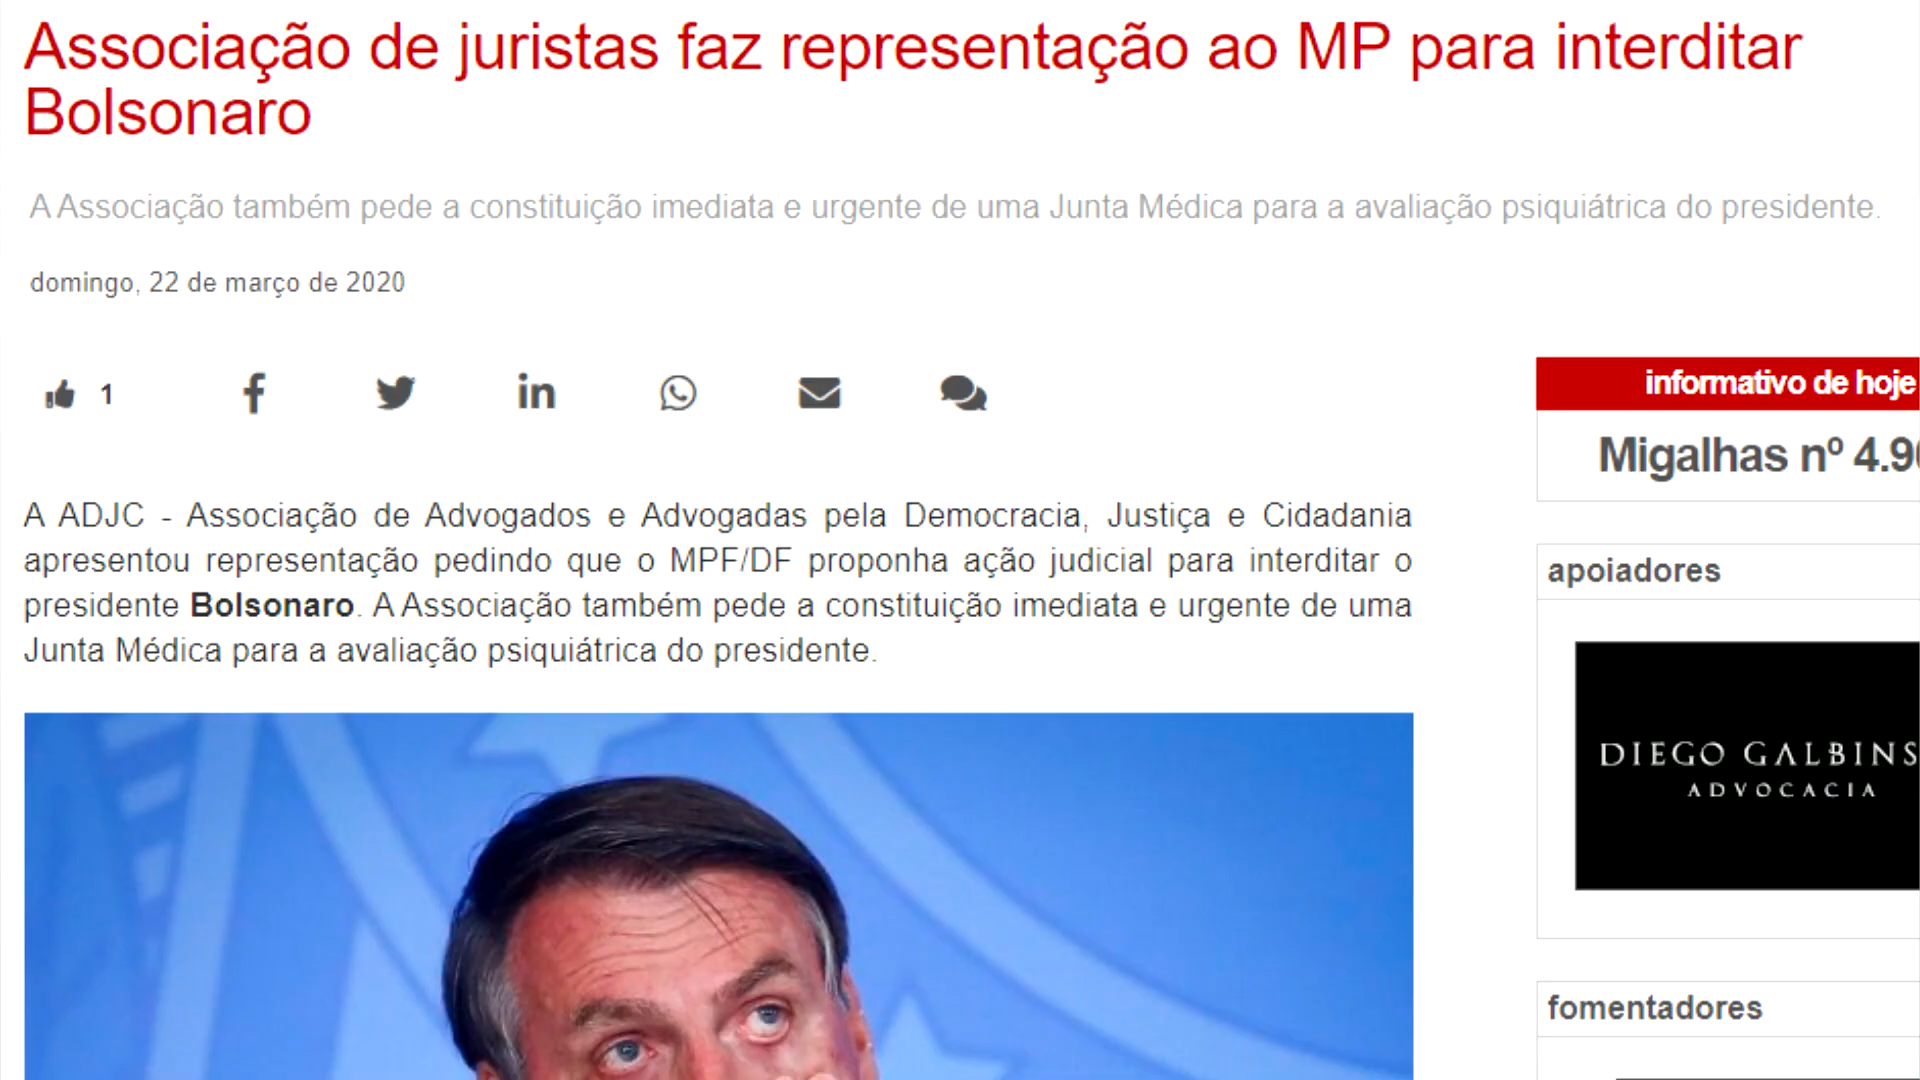 Associação de juristas faz representação ao MP para interditar
Bolsonaro
A Associação também pede a constituição imediata e urgente de uma Junta Médica para a avaliação psiquiátrica do presidente.
domingo, 22 de março de 2020
1
informativo de hoje
Migalhas nº 4.9
A ADJC - Associação de Advogados e Advogadas pela Democracia, Justiça e Cidadania
apresentou representação pedindo que o MPF/DF proponha ação judicial para interditar o
presidente Bolsonaro. A Associação também pede a constituição imediata e urgente de uma
Junta Médica para a avaliação psiquiátrica do presidente.
apoiadores
DIEGO GALBINS
ADVOCACIA
fomentadores